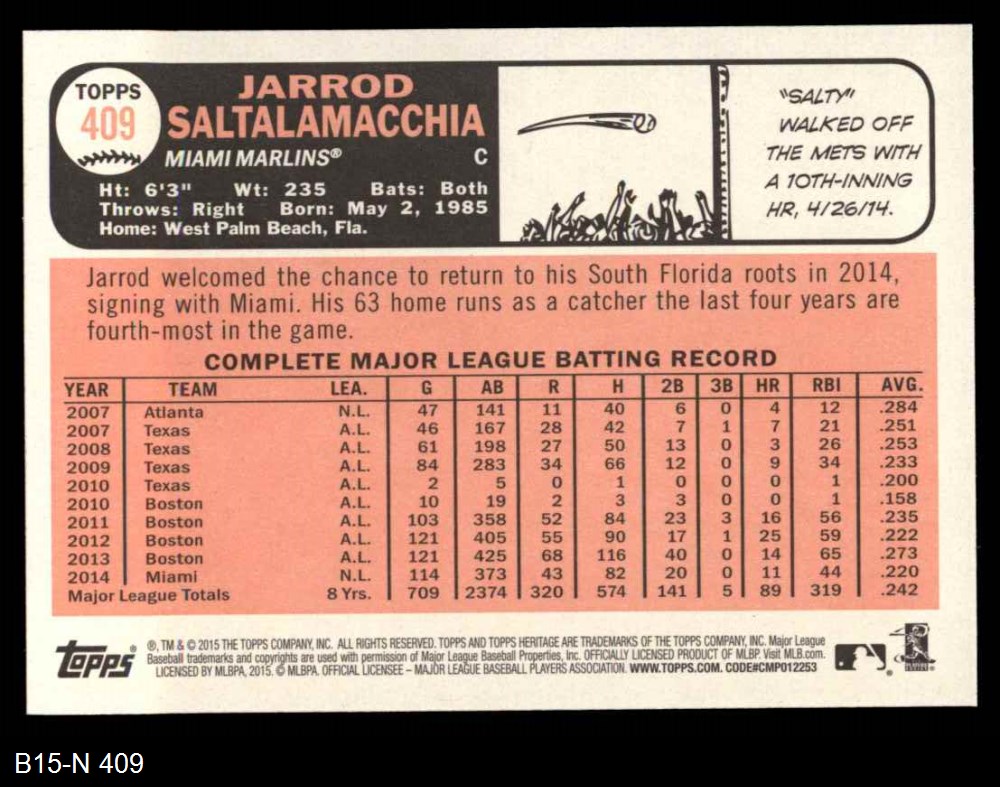 TOPPS
409
JARROD
SALTALAMACCHIA
MIAMI MARLINS® C
Ht: 6'3" Wt: 235 Bats: Both
Throws: Right Born: May 2, 1985
Home: West Palm Beach, Fla.
"SALTY"
WALKED OFF
THE METS WITH
A 10TH-INNING
HR, 4/26/14.
Jarrod welcomed the chance to return to his South Florida roots in 2014,
signing with Miami. His 63 home runs as a catcher the last four years are
fourth-most in the game.
COMPLETE MAJOR LEAGUE BATTING RECORD
YEAR TEAM LEA. G AB R H 2B 3B HR RBI AVG.
2007 Atlanta N.L. 47 141 11 40 6 0 4 12 .284
2007 Texas A.L. 46 167 28 42 7 1 7 21 .251
2008 Texas A.L. 61 198 27 50 13 0 3 26 .253
2009 Texas A.L. 84 283 34 66 12 0 9 34 .233
2010 Texas A.L. 2 5 0 1 0 0 0 1 .200
2010 Boston A.L. 10 19 2 3 3 0 0 1 .158
2011 Boston A.L. 103 358 52 84 23 3 16 56 .235
2012 Boston A.L. 121 405 55 90 17 1 25 59 .222
2013 Boston A.L. 121 425 68 116 40 0 14 65 .273
2014 Miami N.L. 114 373 43 82 20 0 11 44 .220
Major League Totals 8 Yrs. 709 2374 320 574 141 5 89 319 .242
Topps
®, TM & © 2015 THE TOPPS COMPANY, INC. ALL RIGHTS RESERVED. TOPPS AND TOPPS HERITAGE ARE TRADEMARKS OF THE TOPPS COMPANY, INC. Major League
Baseball trademarks and copyrights are used with permission of Major League Baseball Properties, Inc. OFFICIALLY LICENSED PRODUCT OF MLBP. Visit MLB.com.
LICENSED BY MLBPA, 2015. © MLBPA. OFFICIAL LICENSEE – MAJOR LEAGUE BASEBALL PLAYERS ASSOCIATION. WWW.TOPPS.COM. CODE#CMP012253
B15-N 409